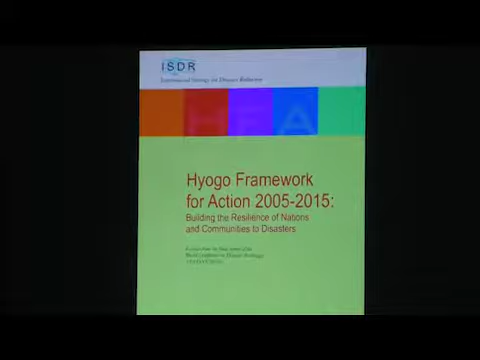 ISDR
International Strategy for Disaster Reduction
HFA
Hyogo Framework
for Action 2005-2015:
Building the Resilience of Nations
and Communities to Disasters